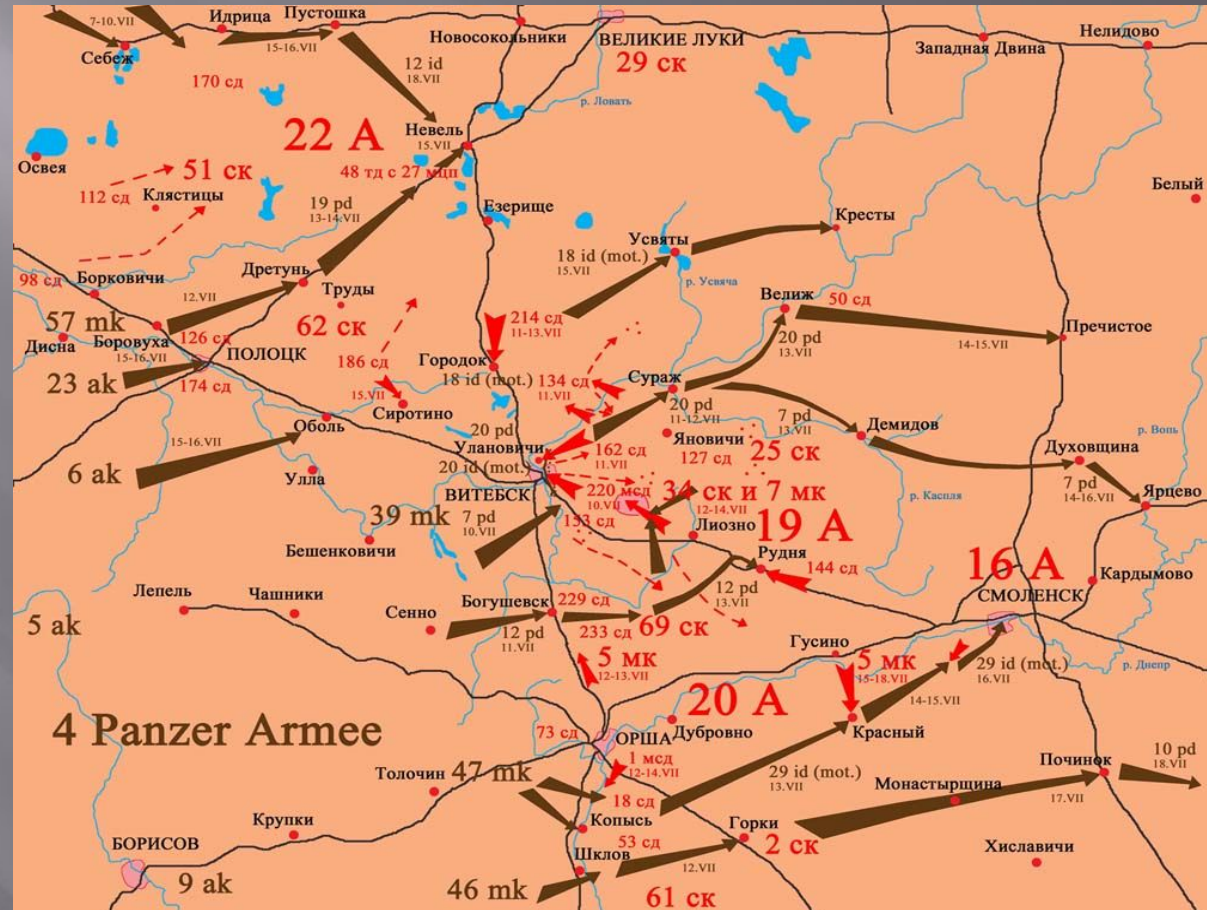 7-10.VII
Идрица
Пустошка
15-16.VII
Себеж
170 сд
12 id
18.VII
Новосокольники
ВЕЛИКИЕ ЛУКИ
29 ск
Западная Двина
Нелидово
р. Ловать
22 А
Невель
15.VII
48 тд с 27 мцп
Освея
51 ск
112 сд
Клястицы
19 pd
13-14.VII
Езерище
Белый
Кресты
Усвяты
18 id (mot.)
15.VII
р. Усвяча
98 сд
Борковичи
Дретунь
12.VII
Труды
62 ск
57 mk
Дисна
Боровуха
15-16.VII
126 сд
ПОЛОЦК
23 ak
174 сд
186 сд
15.VII
Сиротино
214 сд
11-13.VII
Городок
18 id (mot.)
134 сд
11.VII
Велиж
50 сд
20 pd
13.VII
14-15.VII
Пречистое
Сураж
20 pd
11-12.VII
7 pd
13.VII
Демидов
Яновичи
127 сд
25 ск
Духовщина
7 pd
14-16.VII
р. Вопь
Ярцево
Оболь
15-16.VII
6 ak
Улла
20 pd
Улановичи
20 id (mot.)
ВИТЕБСК
162 сд
11.VII
220 мсд
10.VII
34 ск и 7 мк
12-14.VII
153 сд
Лиозно
19 А
р. Каспля
39 mk
7 pd
10.VII
Бешенковичи
Рудня
144 сд
16 А
СМОЛЕНСК
Кардымово
Лепель
Чашники
5 ak
Сенно
Богушевск
12 pd
11.VII
229 сд
233 сд
69 ск
12 pd
13.VII
5 мк
12-13.VII
Гусино
5 мк
15-18.VII
29 id (mot.)
16.VII
р. Днепр
14-15.VII
Красный
20 А
4 Panzer Armee
73 сд
ОРША
Дубровно
1 мсд
12-14.VII
Толочин
47 mk
18 сд
29 id (mot.)
13.VII
Монастырщина
Починок
17.VII
10 pd
18.VII
Крупки
Копысь
53 сд
Горки
2 ск
БОРИСОВ
9 ak
Шклов
12.VII
46 mk
61 ск
Хиславичи